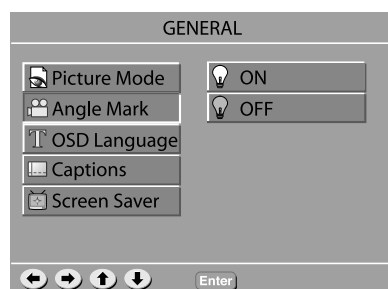 GENERAL
Picture Mode
Angle Mark
OSD Language
Captions
Screen Saver
ON
OFF
Enter